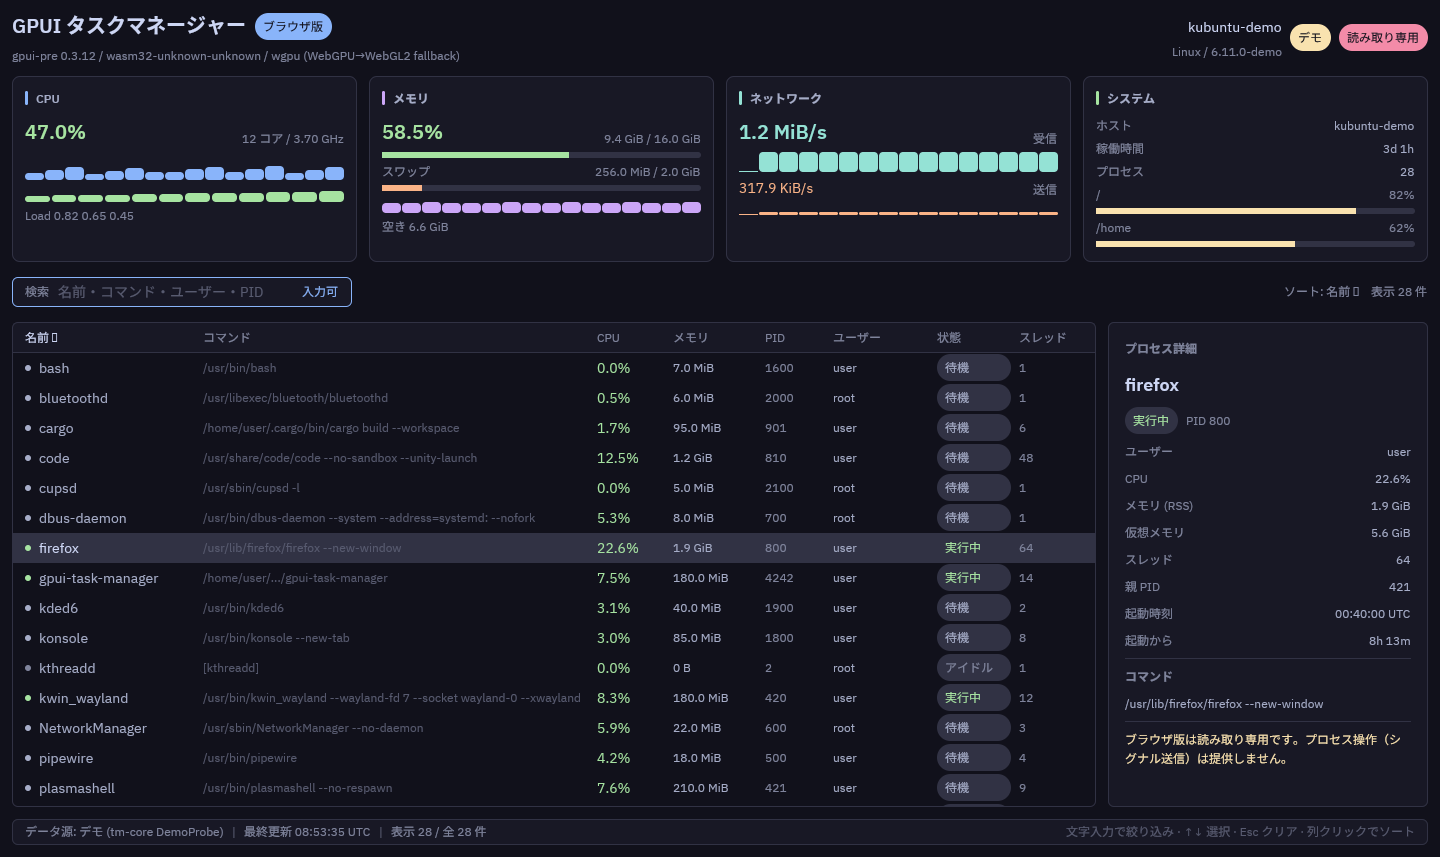 GPUI タスクマネージャー ブラウザ版
gpui-pre 0.3.12 / wasm32-unknown-unknown / wgpu (WebGPU→WebGL2 fallback)
kubuntu-demo
Linux / 6.11.0-demo
デモ 読み取り専用
CPU
47.0% 12 コア / 3.70 GHz
Load 0.82 0.65 0.45
メモリ
58.5% 9.4 GiB / 16.0 GiB
スワップ 256.0 MiB / 2.0 GiB
空き 6.6 GiB
ネットワーク
1.2 MiB/s 受信
317.9 KiB/s 送信
システム
ホスト kubuntu-demo
稼働時間 3d 1h
プロセス 28
/ 82%
/home 62%
検索 名前・コマンド・ユーザー・PID 入力可
ソート: 名前 表示 28 件
名前 コマンド CPU メモリ PID ユーザー 状態 スレッド
bash /usr/bin/bash 0.0% 7.0 MiB 1600 user 待機 1
bluetoothd /usr/libexec/bluetooth/bluetoothd 0.5% 6.0 MiB 2000 root 待機 1
cargo /home/user/.cargo/bin/cargo build --workspace 1.7% 95.0 MiB 901 user 待機 6
code /usr/share/code/code --no-sandbox --unity-launch 12.5% 1.2 GiB 810 user 待機 48
cupsd /usr/sbin/cupsd -l 0.0% 5.0 MiB 2100 root 待機 1
dbus-daemon /usr/bin/dbus-daemon --system --address=systemd: --nofork 5.3% 8.0 MiB 700 root 待機 1
firefox /usr/lib/firefox/firefox --new-window 22.6% 1.9 GiB 800 user 実行中 64
gpui-task-manager /home/user/.../gpui-task-manager 7.5% 180.0 MiB 4242 user 実行中 14
kded6 /usr/bin/kded6 3.1% 40.0 MiB 1900 user 待機 2
konsole /usr/bin/konsole --new-tab 3.0% 85.0 MiB 1800 user 待機 8
kthreadd [kthreadd] 0.0% 0 B 2 root アイドル 1
kwin_wayland /usr/bin/kwin_wayland --wayland-fd 7 --socket wayland-0 --xwayland 8.3% 180.0 MiB 420 user 実行中 12
NetworkManager /usr/sbin/NetworkManager --no-daemon 5.9% 22.0 MiB 600 root 待機 3
pipewire /usr/bin/pipewire 4.2% 18.0 MiB 500 user 待機 4
plasmashell /usr/bin/plasmashell --no-respawn 7.6% 210.0 MiB 421 user 待機 9
プロセス詳細
firefox
実行中 PID 800
ユーザー user
CPU 22.6%
メモリ (RSS) 1.9 GiB
仮想メモリ 5.6 GiB
スレッド 64
親 PID 421
起動時刻 00:40:00 UTC
起動から 8h 13m
コマンド
/usr/lib/firefox/firefox --new-window
ブラウザ版は読み取り専用です。プロセス操作（シ
グナル送信）は提供しません。
データ源: デモ (tm-core DemoProbe) | 最終更新 08:53:35 UTC | 表示 28 / 全 28 件
文字入力で絞り込み · ↑↓ 選択 · Esc クリア · 列クリックでソート